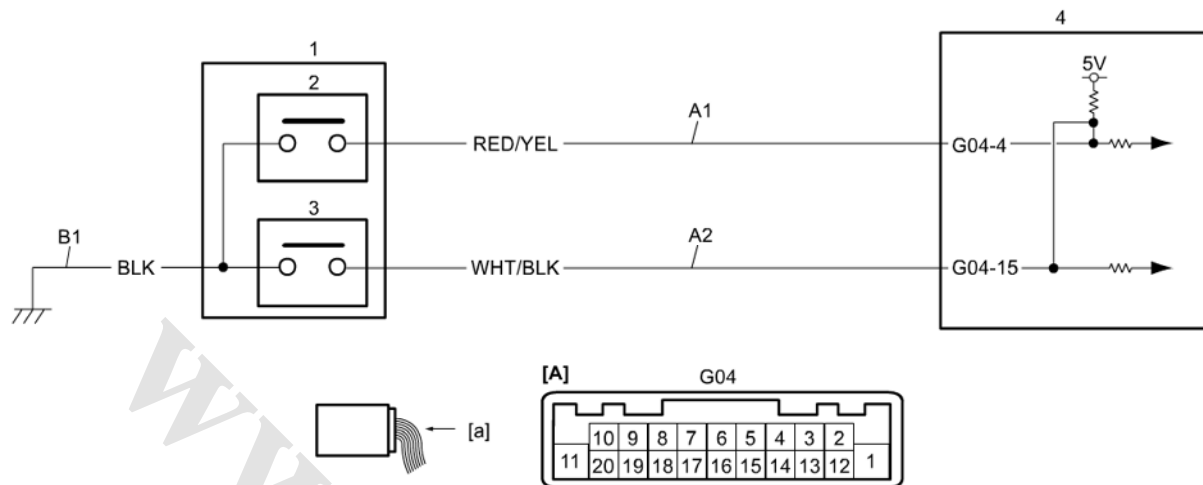 4
1
5V
2
A1
RED/YEL
G04-4
3
B1
A2
BLK
WHT/BLK
G04-15
[A]
G04
[a]
10 9 8 7 6 5 4 3 2
11 20 19 18 17 16 15 14 13 12 1